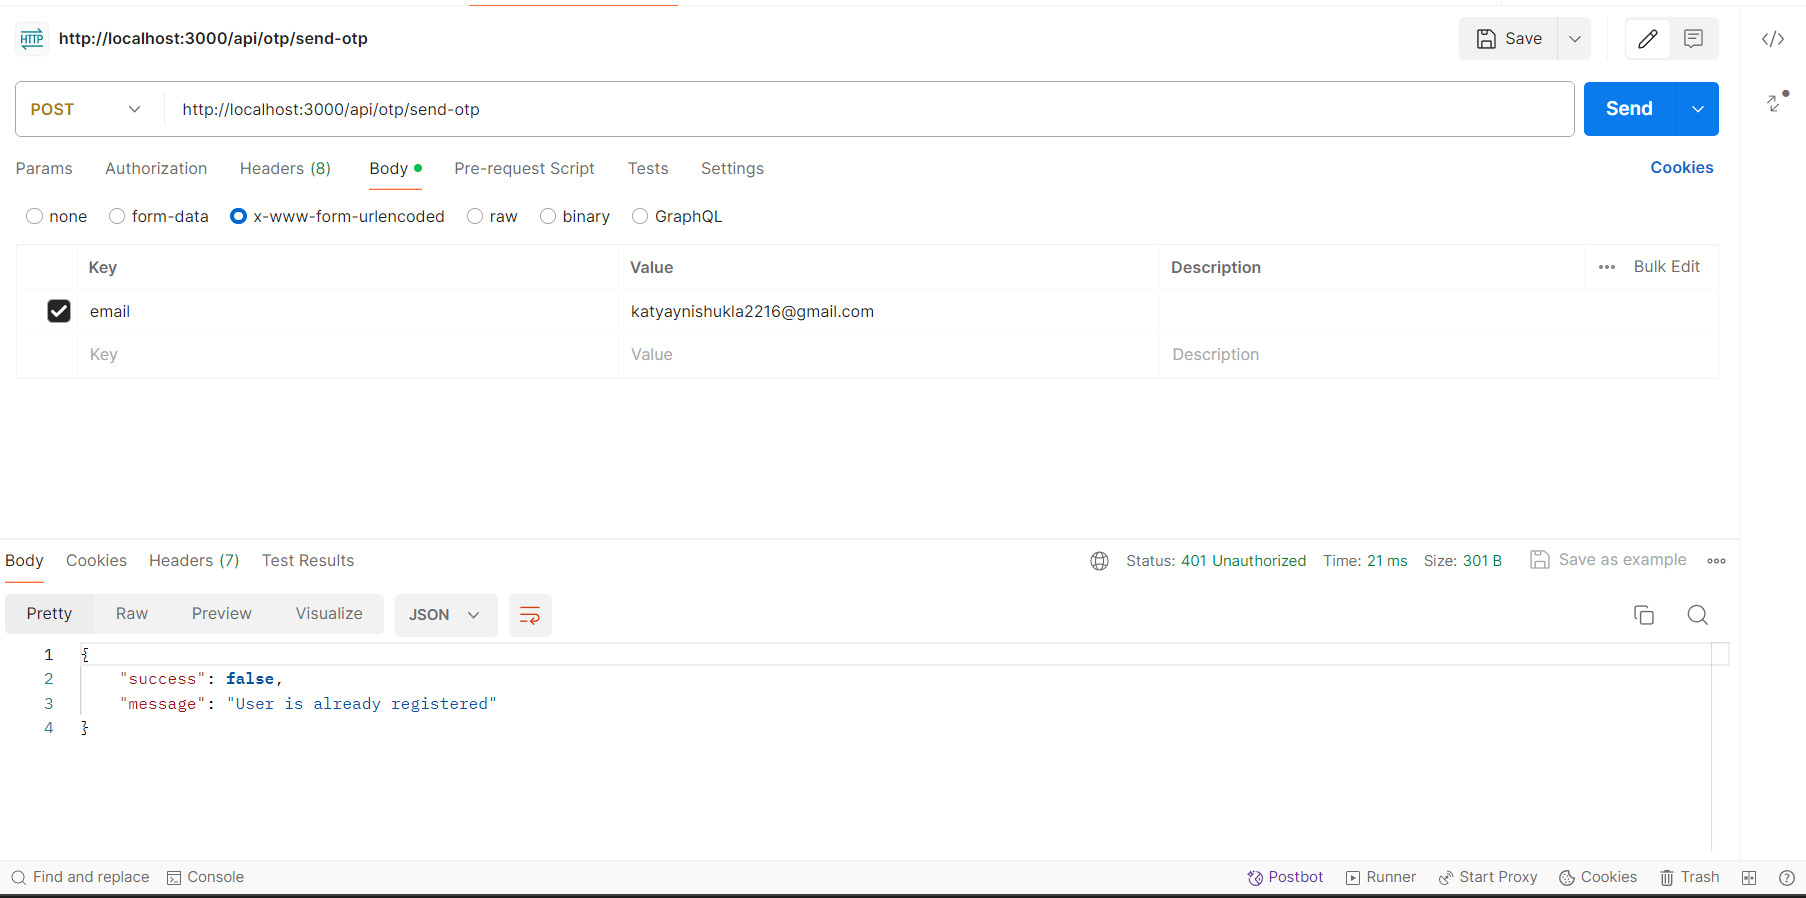 HTTP http://localhost:3000/api/otp/send-otp Save
POST http://localhost:3000/api/otp/send-otp Send
Params Authorization Headers (8) Body Pre-request Script Tests Settings Cookies
none form-data x-www-form-urlencoded raw binary GraphQL
Key Value Description Bulk Edit
email katyaynishukla2216@gmail.com
Key Value Description
Body Cookies Headers (7) Test Results Status: 401 Unauthorized Time: 21 ms Size: 301 B Save as example
Pretty Raw Preview Visualize JSON
1 {
2 "success": false,
3 "message": "User is already registered"
4 }
Find and replace Console Postbot Runner Start Proxy Cookies Trash